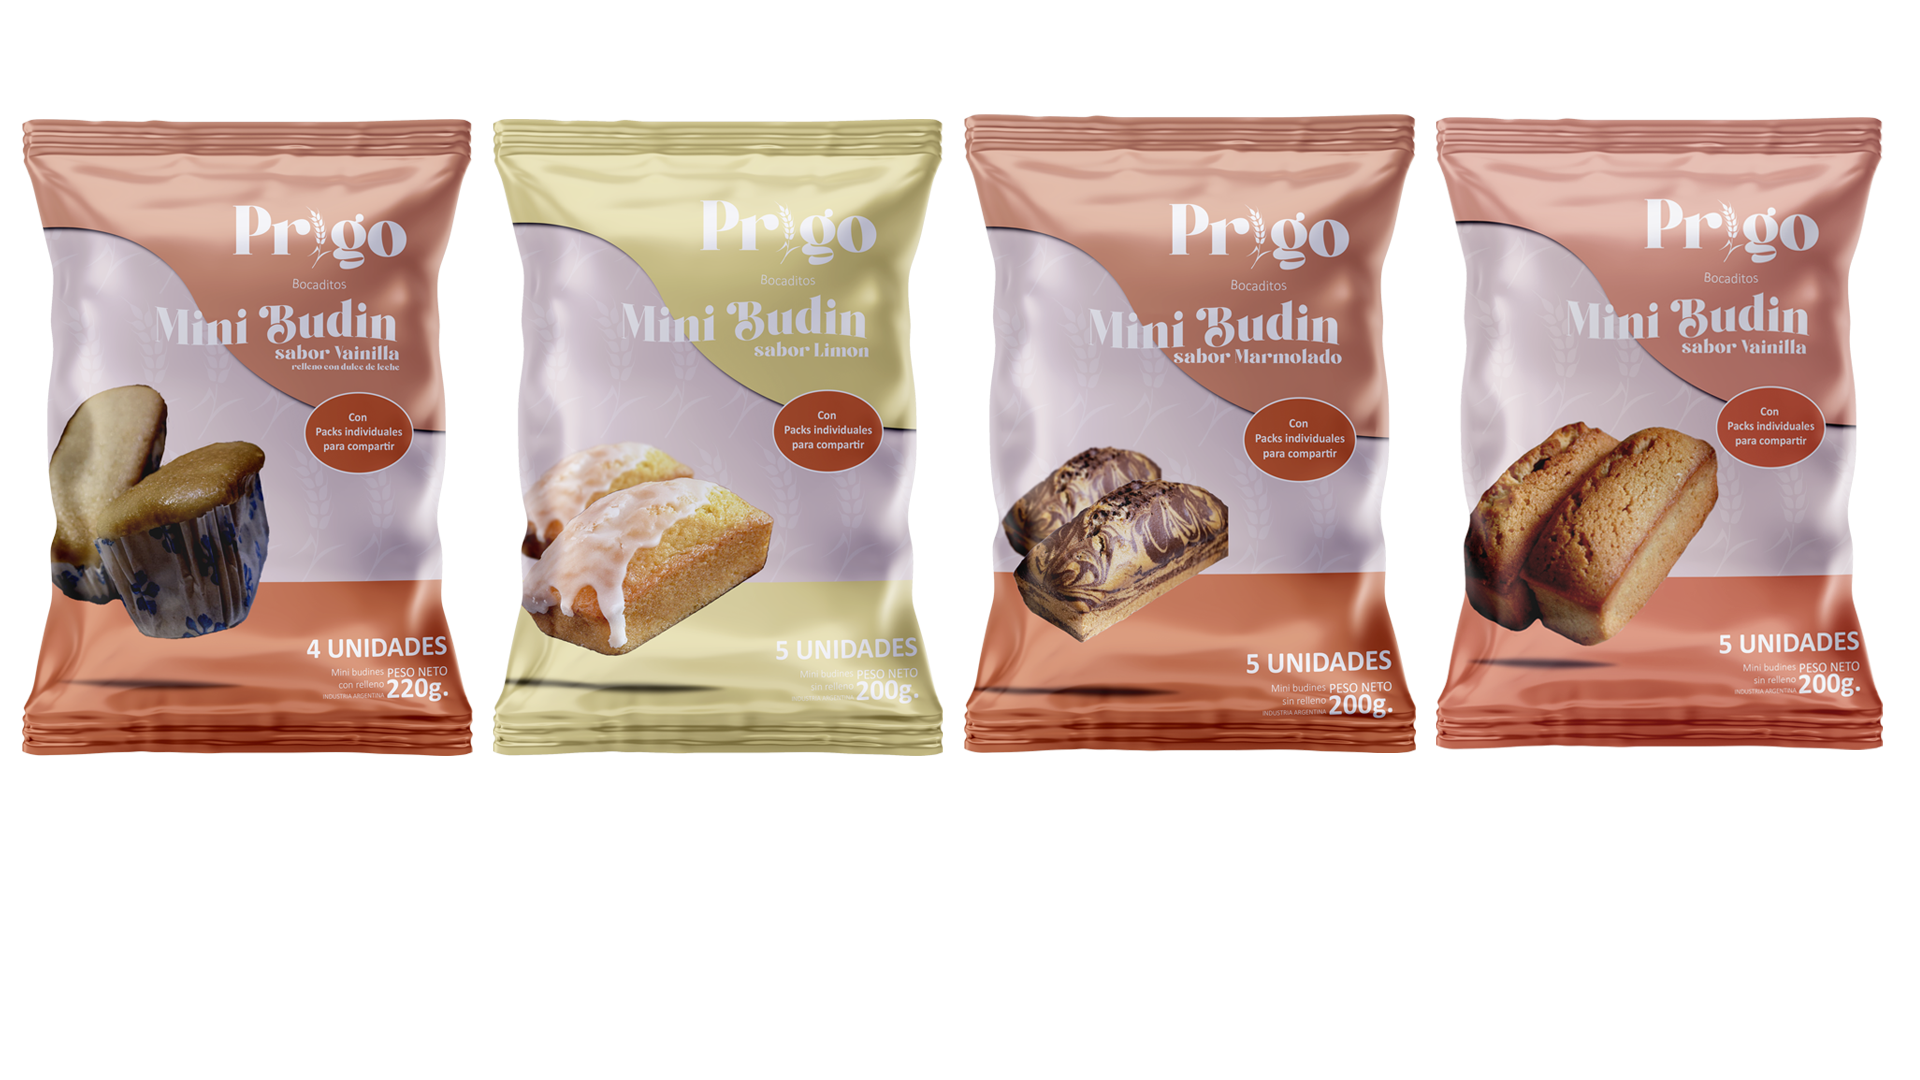 Prigo
Bocaditos
Mini Budin
sabor Vainilla
relleno con dulce de leche
Con
Packs individuales
para compartir
4 UNIDADES
Mini budines PESO NETO
con relleno 220g.
INDUSTRIA ARGENTINA
Prigo
Bocaditos
Mini Budin
sabor Limon
Con
Packs individuales
para compartir
5 UNIDADES
Mini budines PESO NETO
sin relleno 200g.
Prigo
Bocaditos
Mini Budin
sabor Marmolado
Con
Packs individuales
para compartir
5 UNIDADES
Mini budines PESO NETO
sin relleno 200g.
INDUSTRIA ARGENTINA
Prigo
Bocaditos
Mini Budin
sabor Vainilla
Con
Packs individuales
para compartir
5 UNIDADES
Mini budines PESO NETO
sin relleno 200g.
INDUSTRIA ARGENTINA